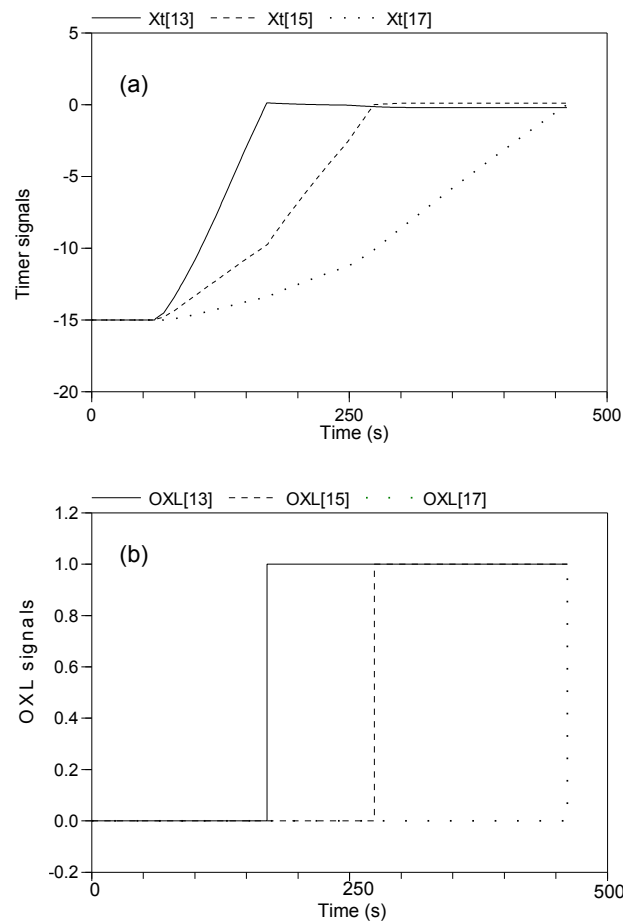 Xt[13] Xt[15] Xt[17]
5
(a)
0
-5
-10
-15
-20
Timer signals
0 250 500
Time (s)
OXL[13] OXL[15] OXL[17]
1.2
(b)
1.0
0.8
0.6
0.4
0.2
0.0
-0.2
OXL signals
0 250 500
Time (s)